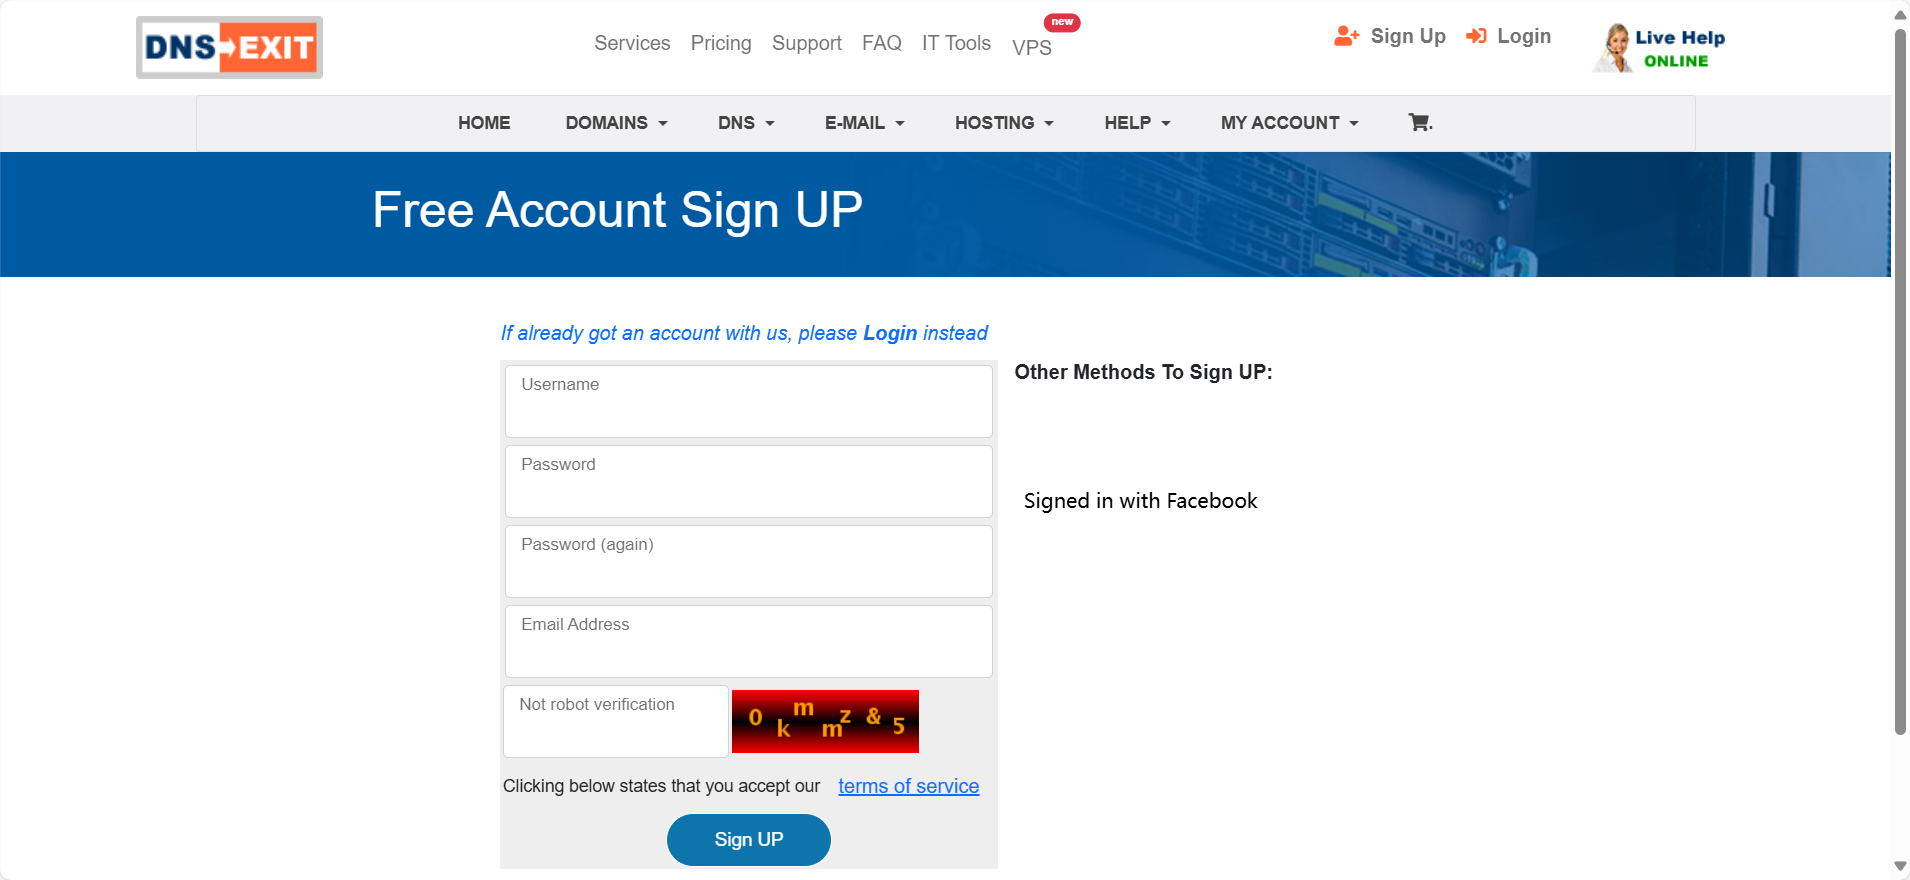 DNS EXIT
Services Pricing Support FAQ IT Tools VPS new
Sign Up Login
Live Help
ONLINE
HOME DOMAINS DNS E-MAIL HOSTING HELP MY ACCOUNT .
Free Account Sign UP
If already got an account with us, please Login instead
Other Methods To Sign UP:
Username
Password
Signed in with Facebook
Password (again)
Email Address
Not robot verification
0 k m m z & 5
Clicking below states that you accept our terms of service
Sign UP